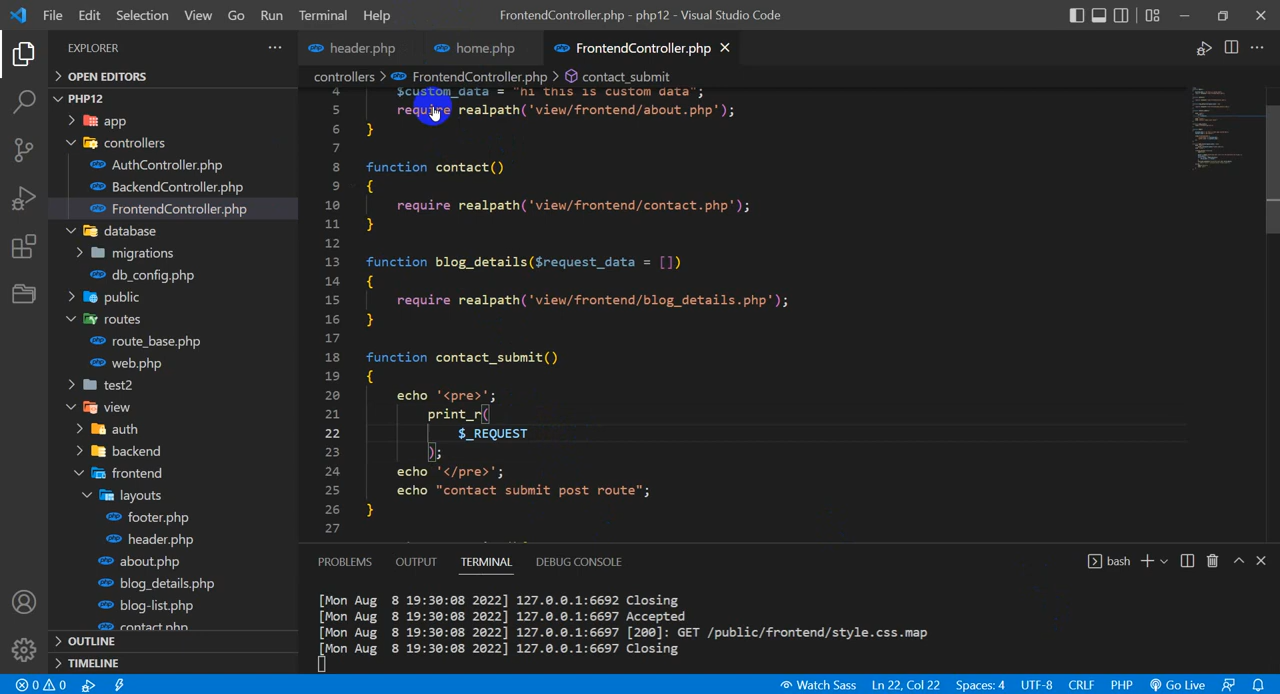 File Edit Selection View Go Run Terminal Help FrontendController.php - php12 - Visual Studio Code
EXPLORER
OPEN EDITORS
PHP12
app
controllers
AuthController.php
BackendController.php
FrontendController.php
database
migrations
db_config.php
public
routes
route_base.php
web.php
test2
view
auth
backend
frontend
layouts
footer.php
header.php
about.php
blog_details.php
blog-list.php
contact.php
OUTLINE
TIMELINE
header.php home.php FrontendController.php
controllers > FrontendController.php > contact_submit
4 $custom_data = "hi this is custom data";
5 require realpath('view/frontend/about.php');
6 }
7
8 function contact()
9 {
10 require realpath('view/frontend/contact.php');
11 }
12
13 function blog_details($request_data = [])
14 {
15 require realpath('view/frontend/blog_details.php');
16 }
17
18 function contact_submit()
19 {
20 echo '<pre>';
21 print_r(
22 $_REQUEST
23 );
24 echo '</pre>';
25 echo "contact submit post route";
26 }
27
PROBLEMS OUTPUT TERMINAL DEBUG CONSOLE bash
[Mon Aug  8 19:30:08 2022] 127.0.0.1:6692 Closing
[Mon Aug  8 19:30:08 2022] 127.0.0.1:6697 Accepted
[Mon Aug  8 19:30:08 2022] 127.0.0.1:6697 [200]: GET /public/frontend/style.css.map
[Mon Aug  8 19:30:08 2022] 127.0.0.1:6697 Closing
0 0 Watch Sass Ln 22, Col 22 Spaces: 4 UTF-8 CRLF PHP Go Live